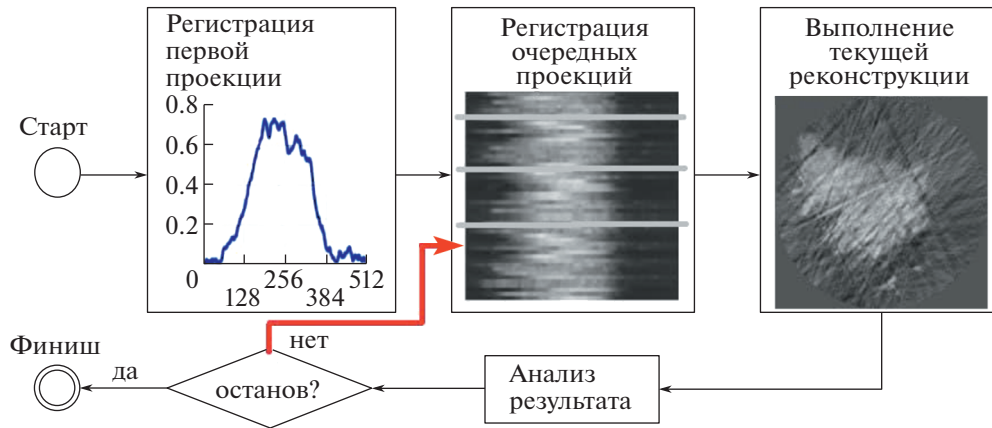 Старт
Регистрация
первой
проекции
0.8
0.6
0.4
0.2
0
128
256
384
512
Регистрация
очередных
проекций
Выполнение
текущей
реконструкции
Финиш
да
останов?
нет
Анализ
результата